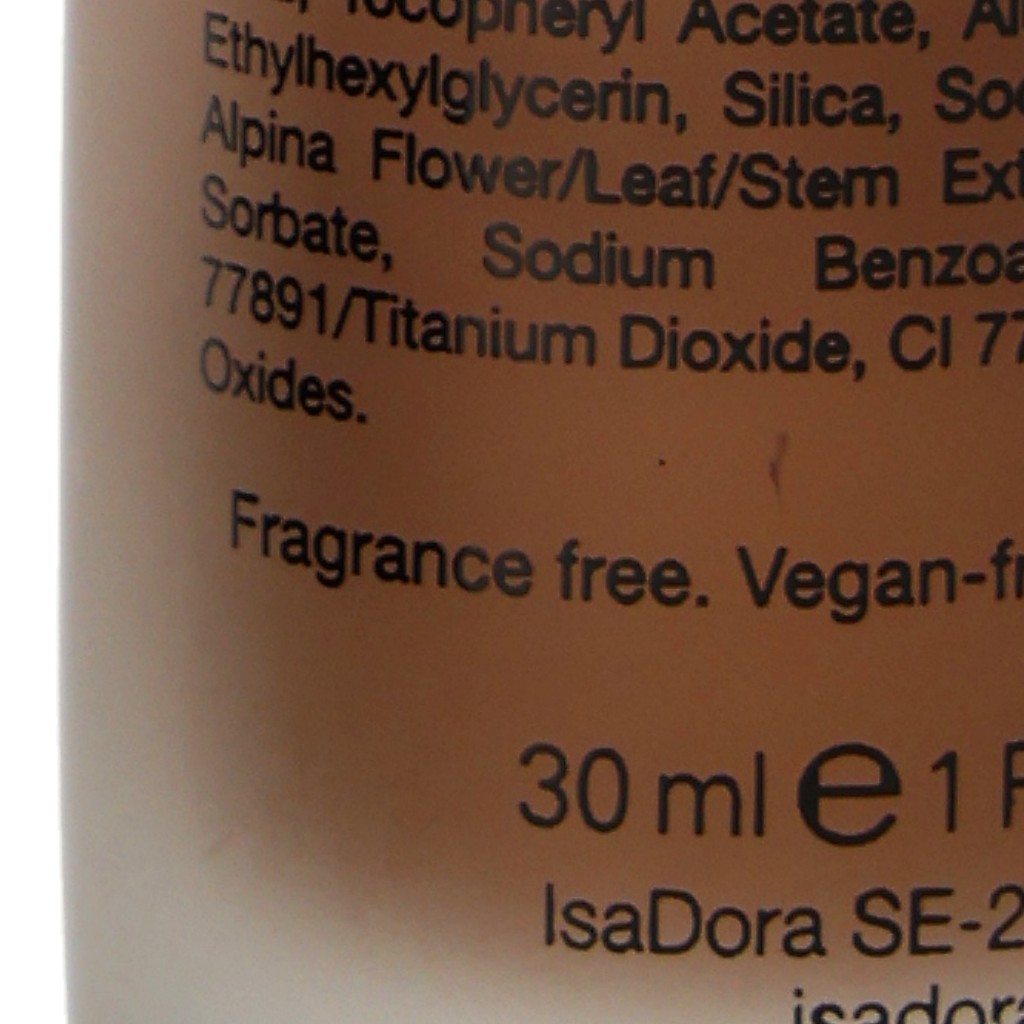 Tocopheryl Acetate,
Ethylhexylglycerin, Silica,
Alpina Flower/Leaf/Stem
Sorbate, Sodium
77891/Titanium Dioxide, CI
Oxides.
Fragrance free.
30 ml e 1
IsaDora